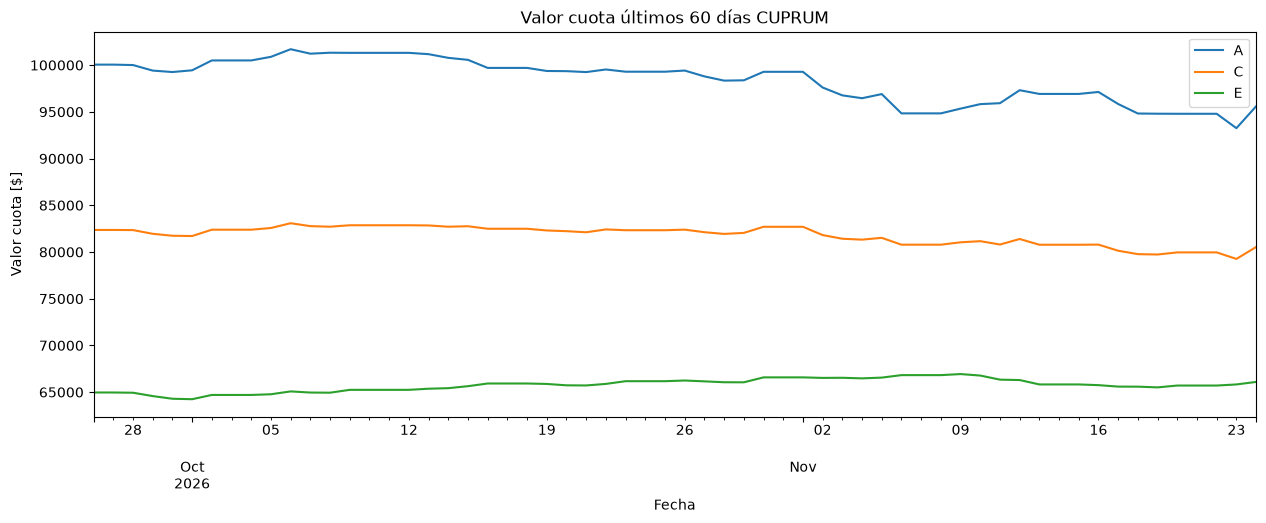 Valor cuota últimos 60 días CUPRUM
A
C
E
Valor cuota [$]
100000
95000
90000
85000
80000
75000
70000
65000
28 05 12 19 26 02 09 16 23
Oct Nov
2026
Fecha